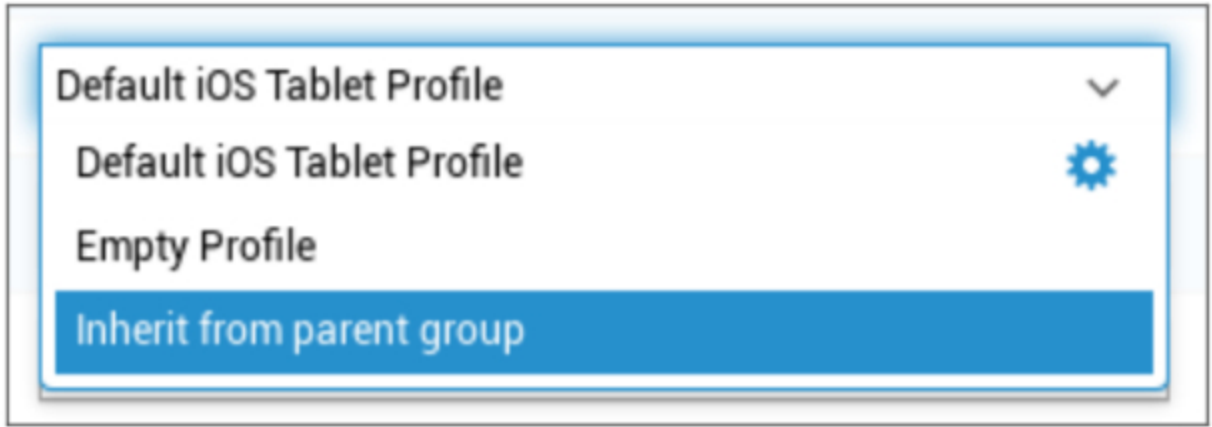 Default iOS Tablet Profile
Default iOS Tablet Profile
Empty Profile
Inherit from parent group